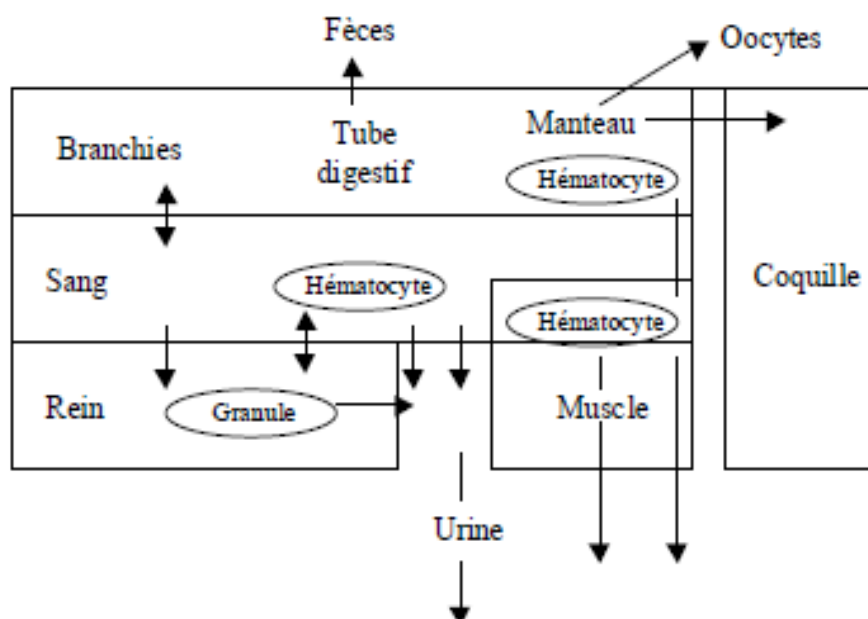 Fèces
Oocytes
Branchies
Tube
digestif
Manteau
Hématocyte
Sang
Hématocyte
Hématocyte
Coquille
Rein
Granule
Muscle
Urine